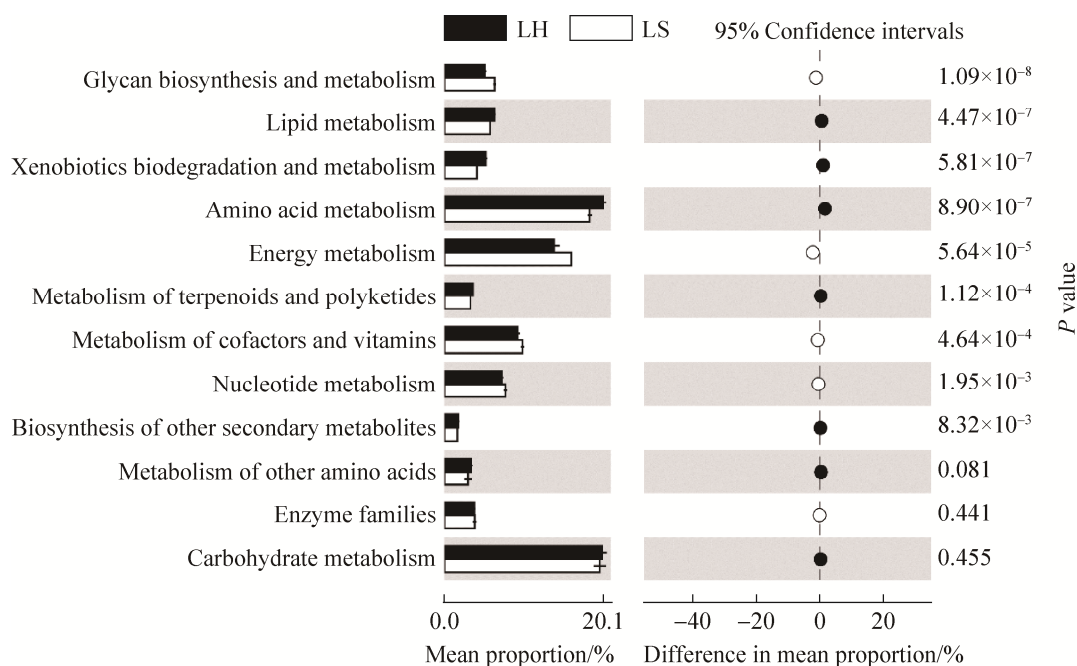 LH LS 95% Confidence intervals
Glycan biosynthesis and metabolism 1.09×10⁻⁸
Lipid metabolism 4.47×10⁻⁷
Xenobiotics biodegradation and metabolism 5.81×10⁻⁷
Amino acid metabolism 8.90×10⁻⁷
Energy metabolism 5.64×10⁻⁵
Metabolism of terpenoids and polyketides 1.12×10⁻⁴
Metabolism of cofactors and vitamins 4.64×10⁻⁴
Nucleotide metabolism 1.95×10⁻³
Biosynthesis of other secondary metabolites 8.32×10⁻³
Metabolism of other amino acids 0.081
Enzyme families 0.441
Carbohydrate metabolism 0.455
P value
0.0 20.1 −40 −20 0 20
Mean proportion/% Difference in mean proportion/%